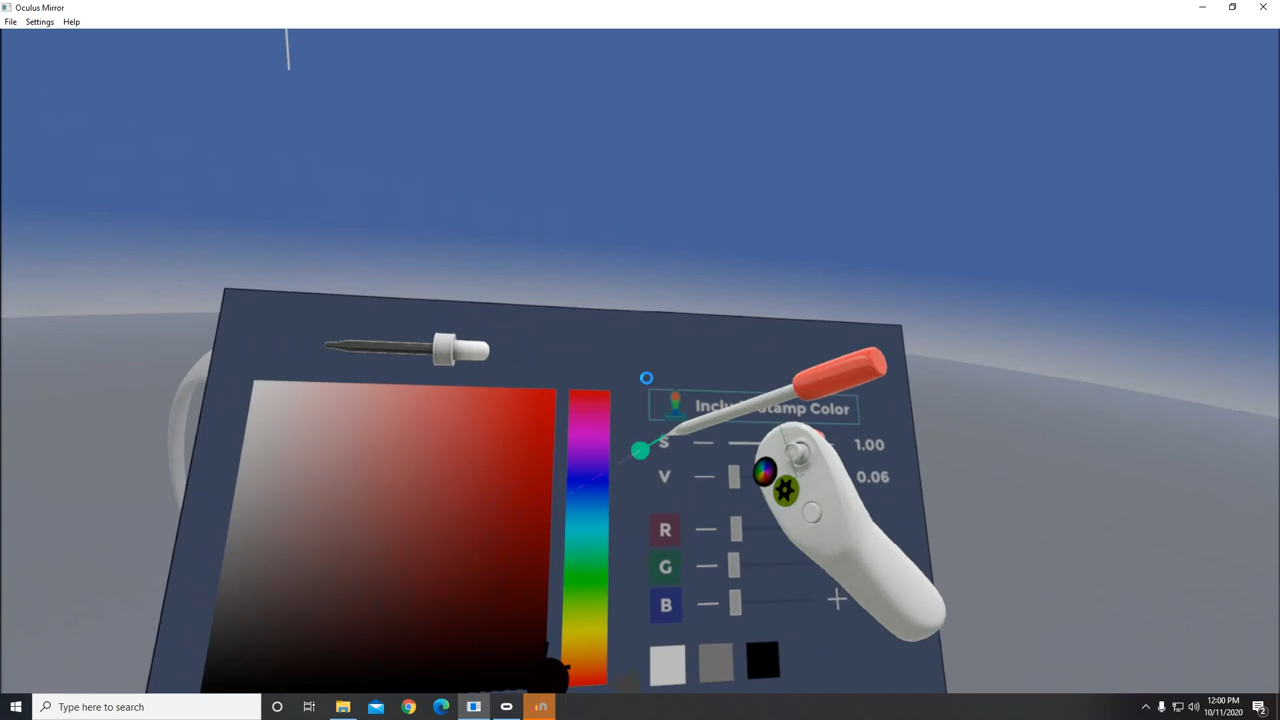 Oculus Mirror
File Settings Help
Stamp Color
S 1.00
V 0.06
R
G
B
Type here to search
12:00 PM
10/11/2020
2